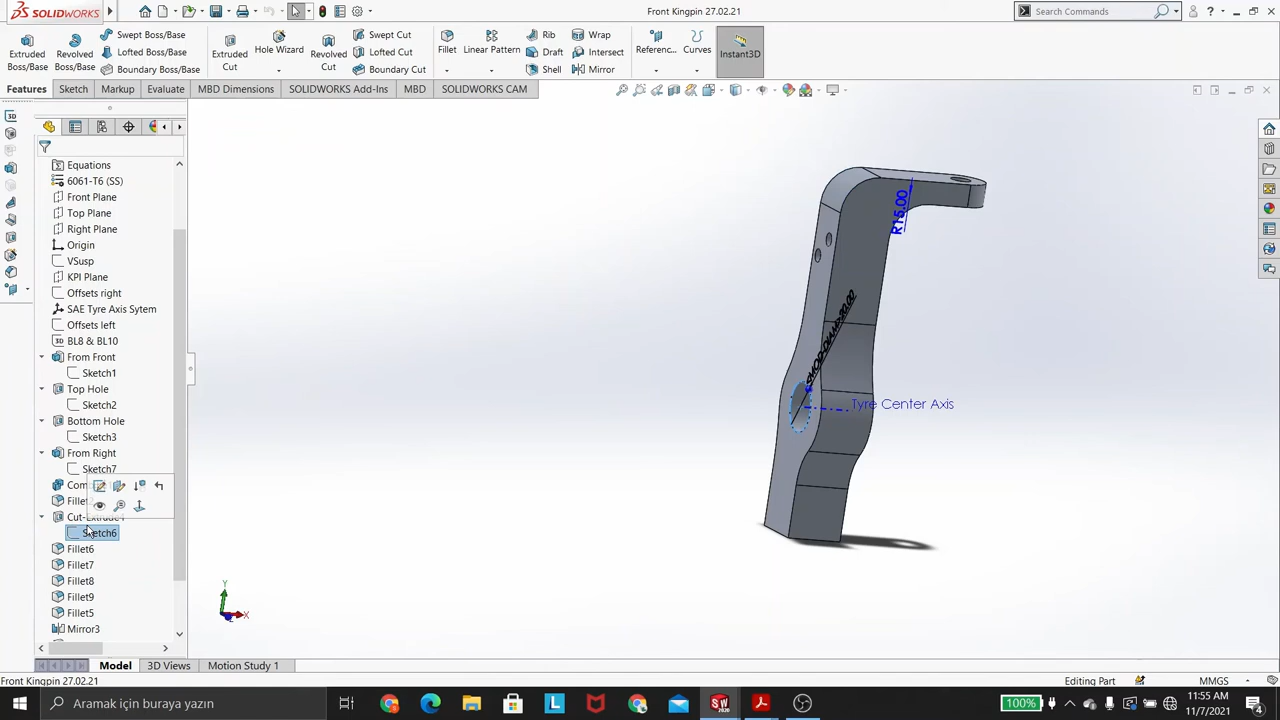 SOLIDWORKS
Front Kingpin 27.02.21
Search Commands
Extruded Boss/Base
Revolved Boss/Base
Swept Boss/Base
Lofted Boss/Base
Boundary Boss/Base
Extruded Cut
Hole Wizard
Revolved Cut
Swept Cut
Lofted Cut
Boundary Cut
Fillet
Linear Pattern
Rib
Draft
Shell
Wrap
Intersect
Mirror
Referenc...
Curves
Instant3D
Features Sketch Markup Evaluate MBD Dimensions SOLIDWORKS Add-Ins MBD SOLIDWORKS CAM
Equations
6061-T6 (SS)
Front Plane
Top Plane
Right Plane
Origin
VSusp
KPI Plane
Offsets right
SAE Tyre Axis Sytem
Offsets left
BL8 & BL10
From Front
Sketch1
Top Hole
Sketch2
Bottom Hole
Sketch3
From Right
Sketch7
Sketch6
Fillet6
Fillet7
Fillet8
Fillet9
Fillet5
Mirror3
R15.00
Tyre Center Axis
Y
X
Model 3D Views Motion Study 1
Front Kingpin 27.02.21
Editing Part
MMGS
Aramak için buraya yazın
100%
11:55 AM
11/7/2021